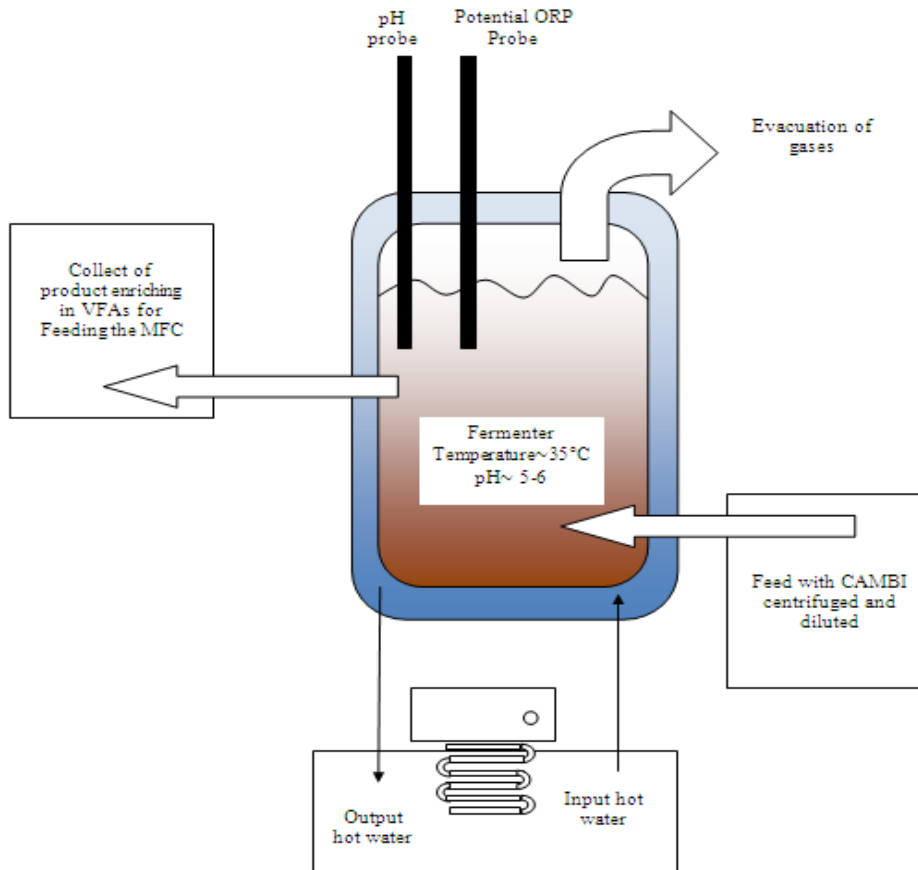 pH
probe
Potential ORP
Probe
Evacuation of
gases
Collect of
product enriching
in VFAs for
Feeding the MFC
Fermenter
Temperature~35°C
pH~ 5-6
Feed with CAMBI
centrifuged and
diluted
Output
hot water
Input hot
water